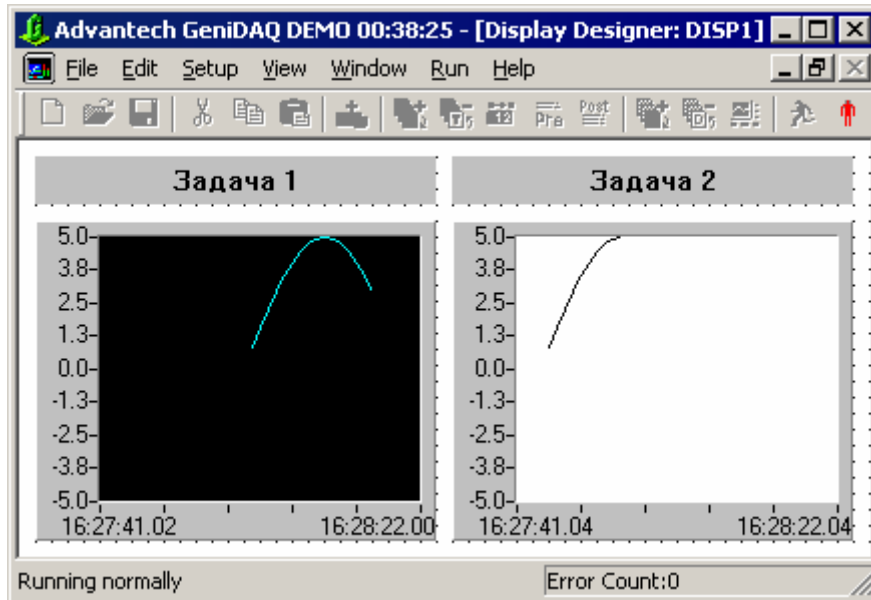 Advantech GeniDAQ DEMO 00:38:25 - [Display Designer: DISP1]
File Edit Setup View Window Run Help
Pre Post
Задача 1 Задача 2
5.0 5.0
3.8 3.8
2.5 2.5
1.3 1.3
0.0 0.0
-1.3 -1.3
-2.5 -2.5
-3.8 -3.8
-5.0 -5.0
16:27:41.02 16:28:22.00 16:27:41.04 16:28:22.04
Running normally Error Count:0